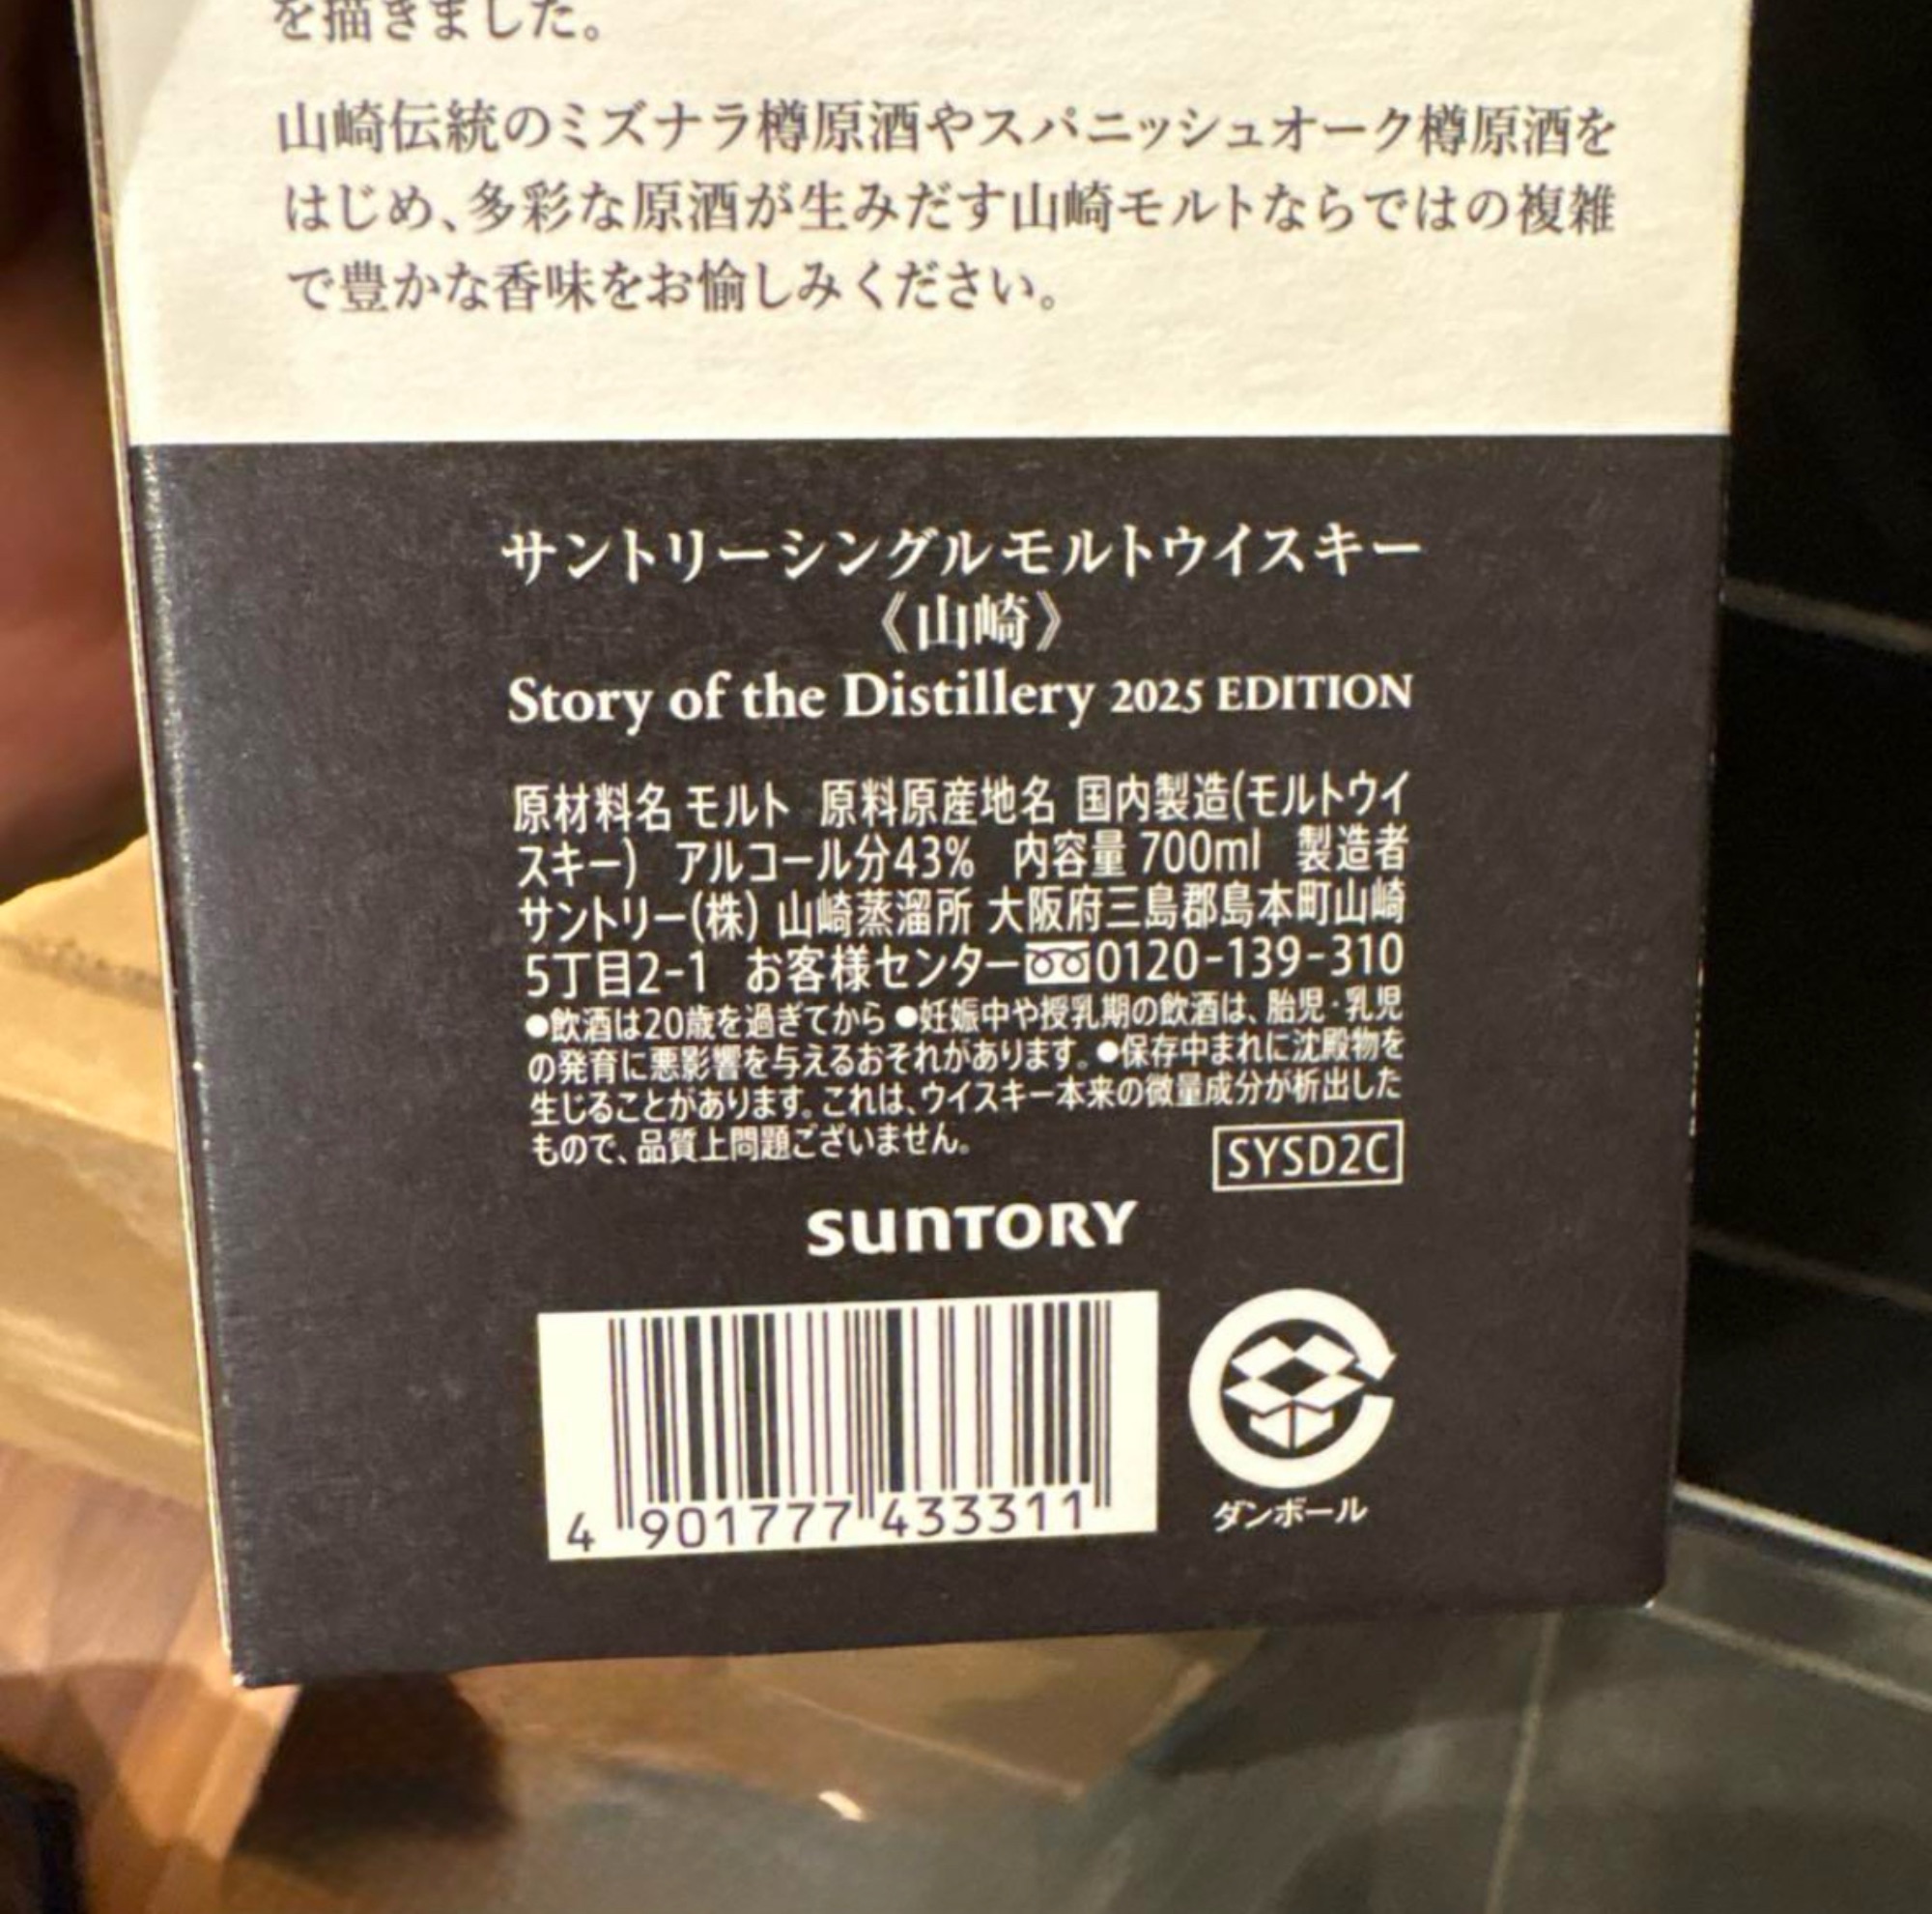 を描きました。
山崎伝統のミズナラ樽原酒やスパニッシュオーク樽原酒を
はじめ、多彩な原酒が生みだす山崎モルトならではの複雑
で豊かな香味をお愉しみください。
サントリーシングルモルトウイスキー
《山崎》
Story of the Distillery 2025 EDITION
原材料名 モルト 原料原産地名 国内製造(モルトウイ
スキー) アルコール分43% 内容量 700ml 製造者
サントリー(株) 山崎蒸溜所 大阪府三島郡島本町山崎
5丁目2-1 お客様センター 0120-139-310
●飲酒は20歳を過ぎてから ●妊娠中や授乳期の飲酒は、胎児・乳児
の発育に悪影響を与えるおそれがあります。●保存中まれに沈殿物を
生じることがあります。これは、ウイスキー本来の微量成分が析出した
もので、品質上問題ございません。
SYSD2C
SUNTORY
4 901777 433311
ダンボール